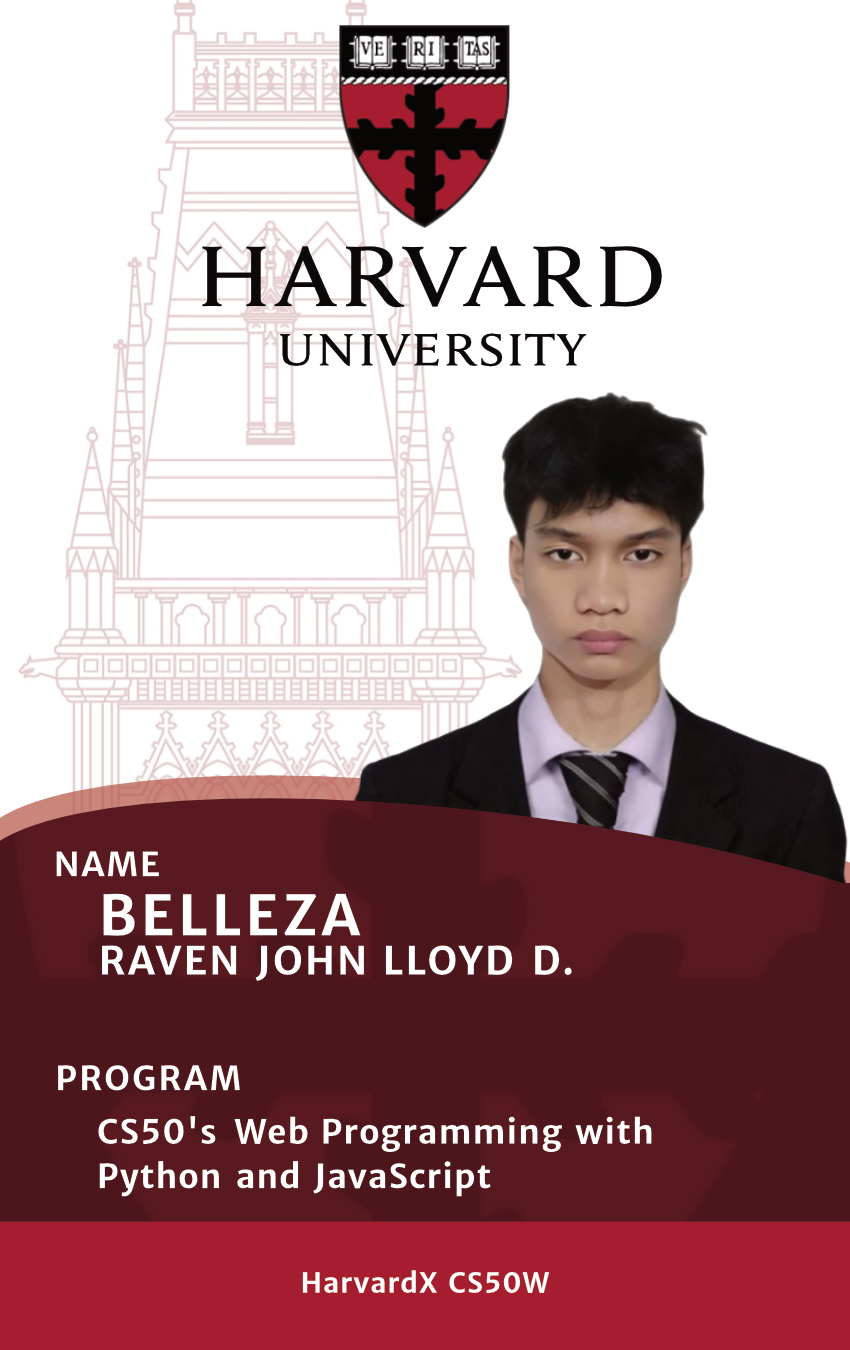 VE RI TAS
HARVARD
UNIVERSITY
NAME
BELLEZA
RAVEN JOHN LLOYD D.
PROGRAM
CS50's Web Programming with
Python and JavaScript
HarvardX CS50W